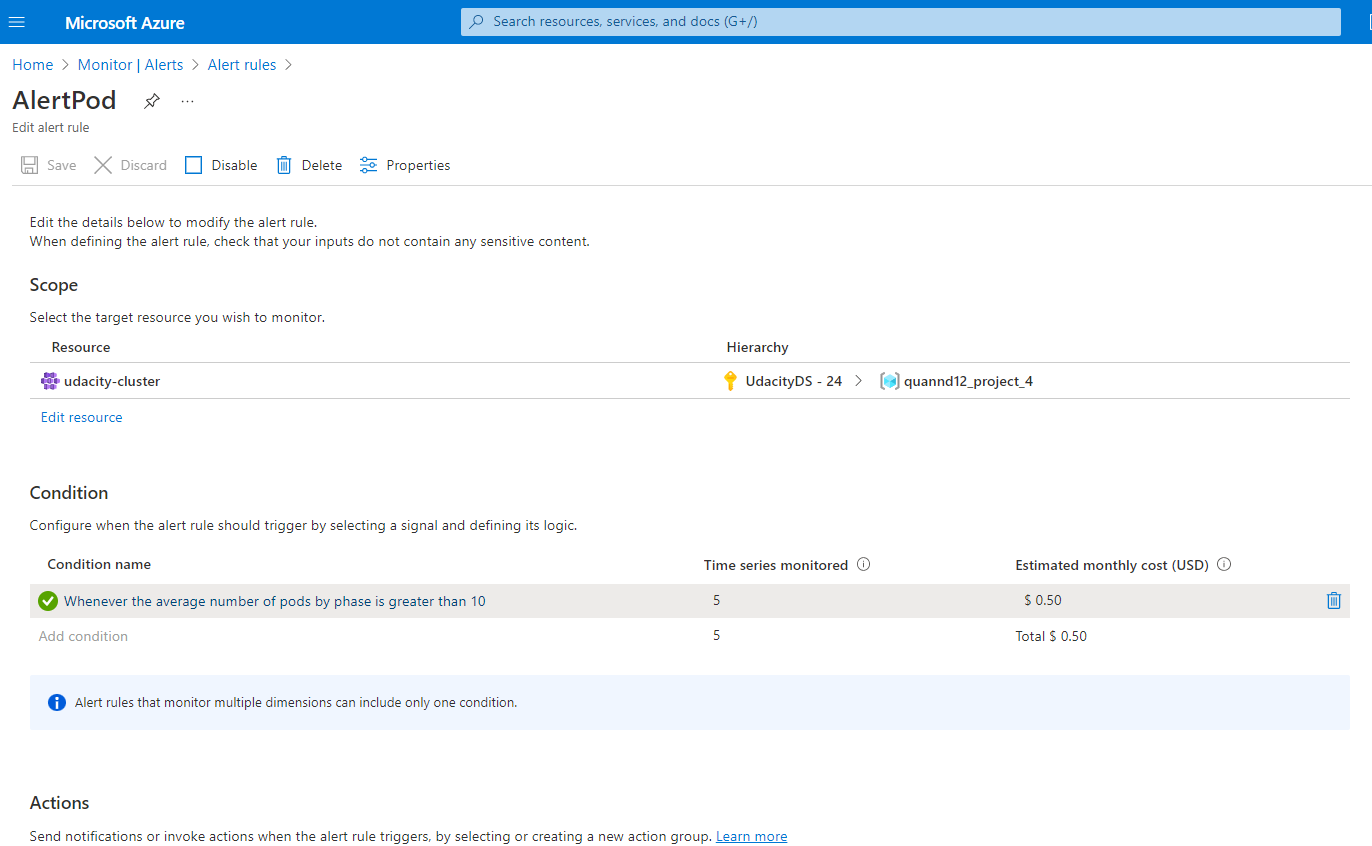 Microsoft Azure
Search resources, services, and docs (G+/)
Home > Monitor | Alerts > Alert rules >
AlertPod ...
Edit alert rule
Save Discard Disable Delete Properties
Edit the details below to modify the alert rule.
When defining the alert rule, check that your inputs do not contain any sensitive content.
Scope
Select the target resource you wish to monitor.
Resource Hierarchy
udacity-cluster UdacityDS - 24 > quannd12_project_4
Edit resource
Condition
Configure when the alert rule should trigger by selecting a signal and defining its logic.
Condition name Time series monitored Estimated monthly cost (USD)
Whenever the average number of pods by phase is greater than 10 5 $ 0.50
Add condition 5 Total $ 0.50
Alert rules that monitor multiple dimensions can include only one condition.
Actions
Send notifications or invoke actions when the alert rule triggers, by selecting or creating a new action group. Learn more